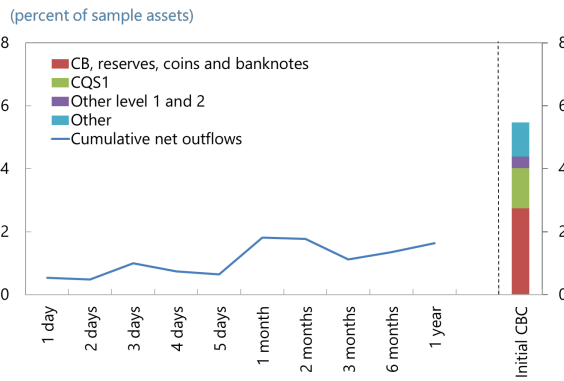 (percent of sample assets)
8
8
CB, reserves, coins and banknotes
CQS1
6
6
Other level 1 and 2
Other
Cumulative net outflows
4
4
2
2
0
0
1 day
2 days
3 days
4 days
5 days
1 month
2 months
3 months
6 months
1 year
Initial CBC